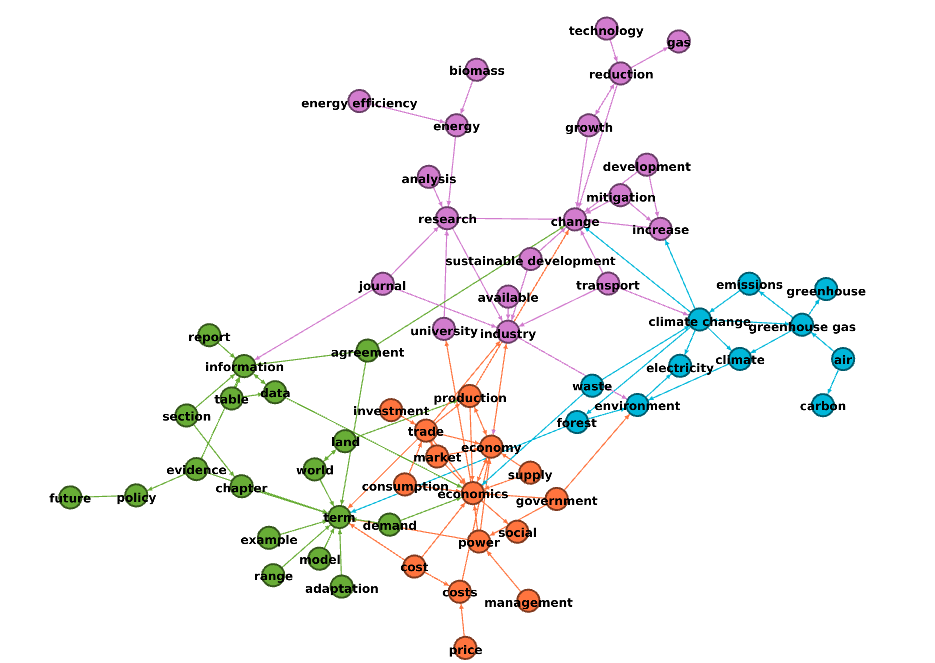 technology
gas
biomass
reduction
energy efficiency
energy
growth
development
analysis
mitigation
research
change
increase
sustainable development
journal
available
transport
emissions
greenhouse
university
industry
climate change
greenhouse gas
report
agreement
information
electricity
climate
air
table
data
waste
section
investment
production
environment
carbon
forest
trade
land
market
economy
evidence
world
supply
future
policy
chapter
consumption
economics
government
term
demand
social
example
power
model
range
cost
adaptation
costs
management
price